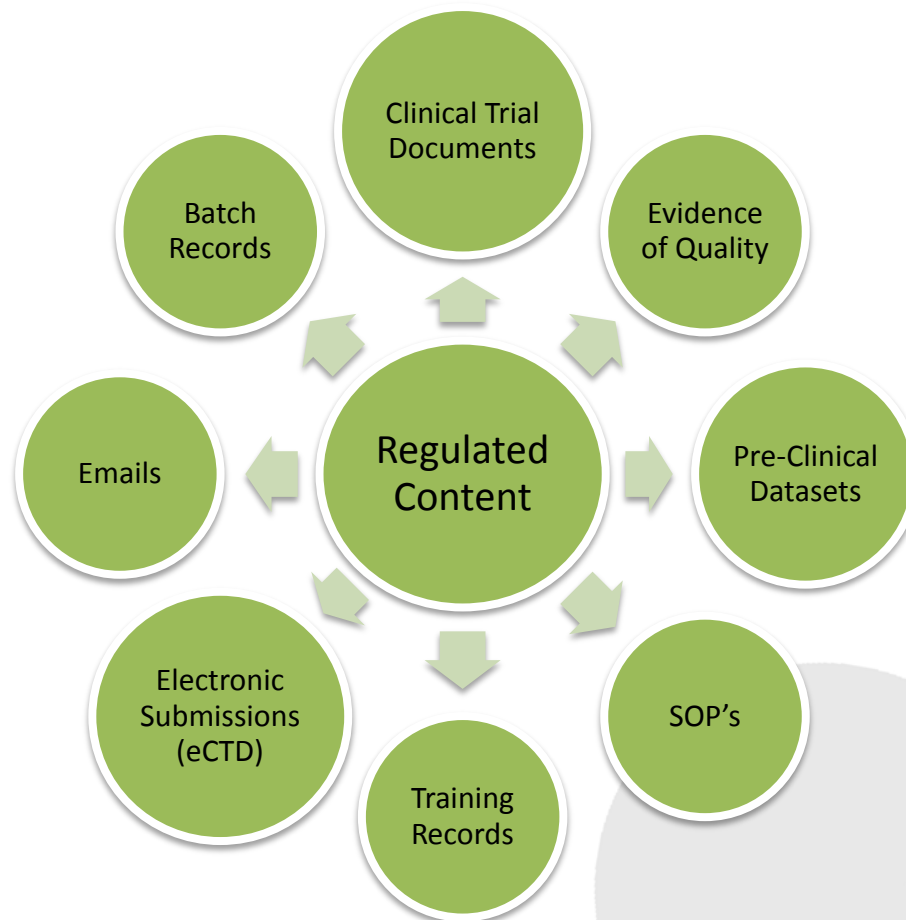 Clinical Trial
Documents
Batch
Records
Evidence
of Quality
Emails
Regulated
Content
Pre-Clinical
Datasets
Electronic
Submissions
(eCTD)
SOP’s
Training
Records